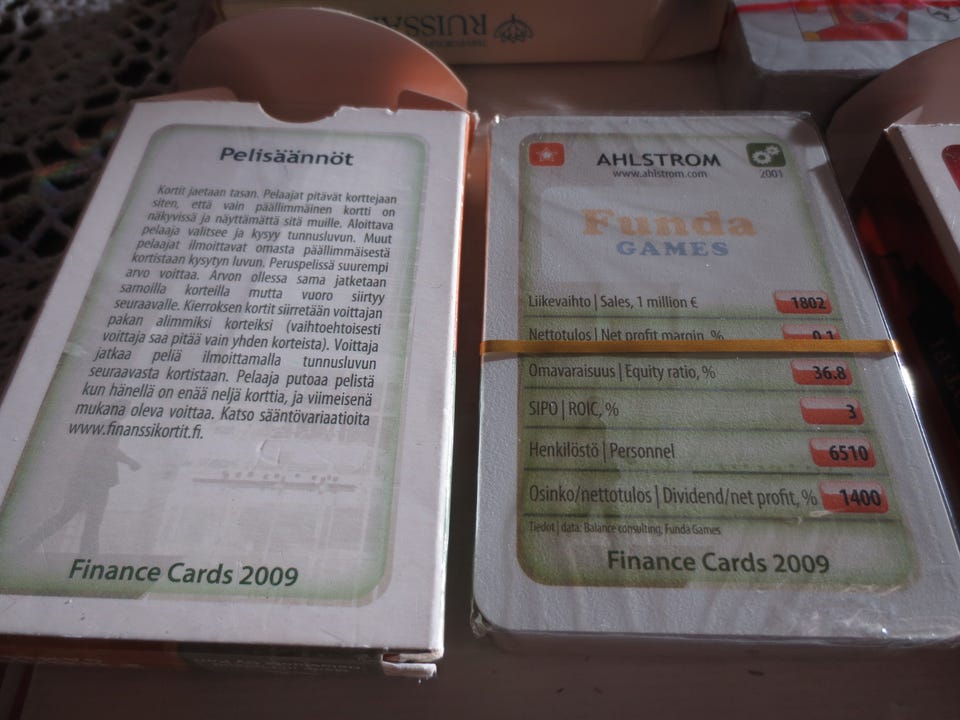 RUISSA
Pelisäännöt
Kortit jaetaan tasan. Pelaajat pitävät korttejaan
siten, että vain päällimmäinen kortti on
näkyvissä ja näyttämättä sitä muille. Aloittava
pelaaja valitsee ja kysyy tunnusluvun. Muut
pelaajat ilmoittavat omasta päällimmäisestä
kortistaan kysytyn luvun. Peruspelissä suurempi
arvo voittaa. Arvon ollessa sama jatketaan
samoilla korteilla mutta vuoro siirtyy
seuraavalle. Kierroksen kortit siirretään voittajan
pakan alimmiksi korteiksi (vaihtoehtoisesti
voittaja saa pitää vain yhden korteista). Voittaja
jatkaa peliä ilmoittamalla tunnusluvun
seuraavasta kortistaan. Pelaaja putoaa pelistä
kun hänellä on enää neljä korttia, ja viimeisenä
mukana oleva voittaa. Katso sääntövariaatioita
www.finanssikortit.fi.
Finance Cards 2009
AHLSTROM
www.ahlstrom.com
2001
Funda
GAMES
Liikevaihto | Sales, 1 million € 1802
Nettotulos | Net profit margin, % 0.1
Omavaraisuus | Equity ratio, % 36.8
SIPO | ROIC, % 3
Henkilöstö | Personnel 6510
Osinko/nettotulos | Dividend/net profit, % 1400
Tiedot | data: Balance consulting, Funda Games
Finance Cards 2009